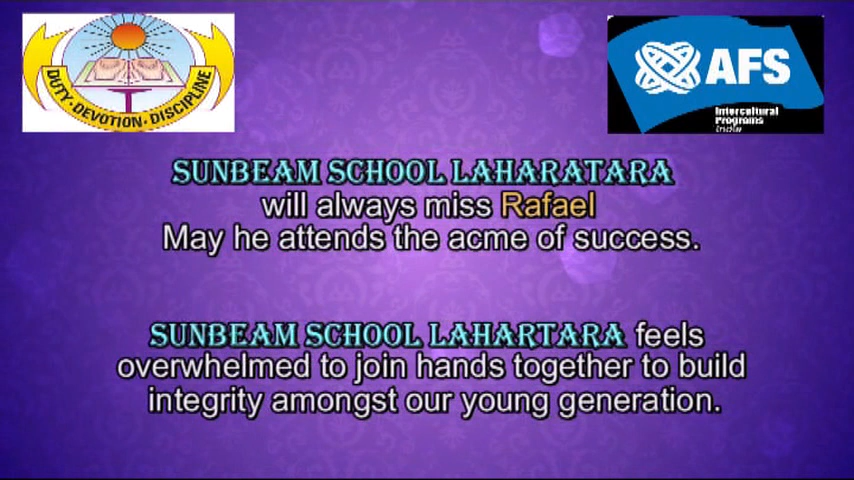 DUTY · DEVOTION · DISCIPLINE
AFS
Intercultural
Programs
India
SUNBEAM SCHOOL LAHARATARA
will always miss Rafael
May he attends the acme of success.
SUNBEAM SCHOOL LAHARTARA feels
overwhelmed to join hands together to build
integrity amongst our young generation.